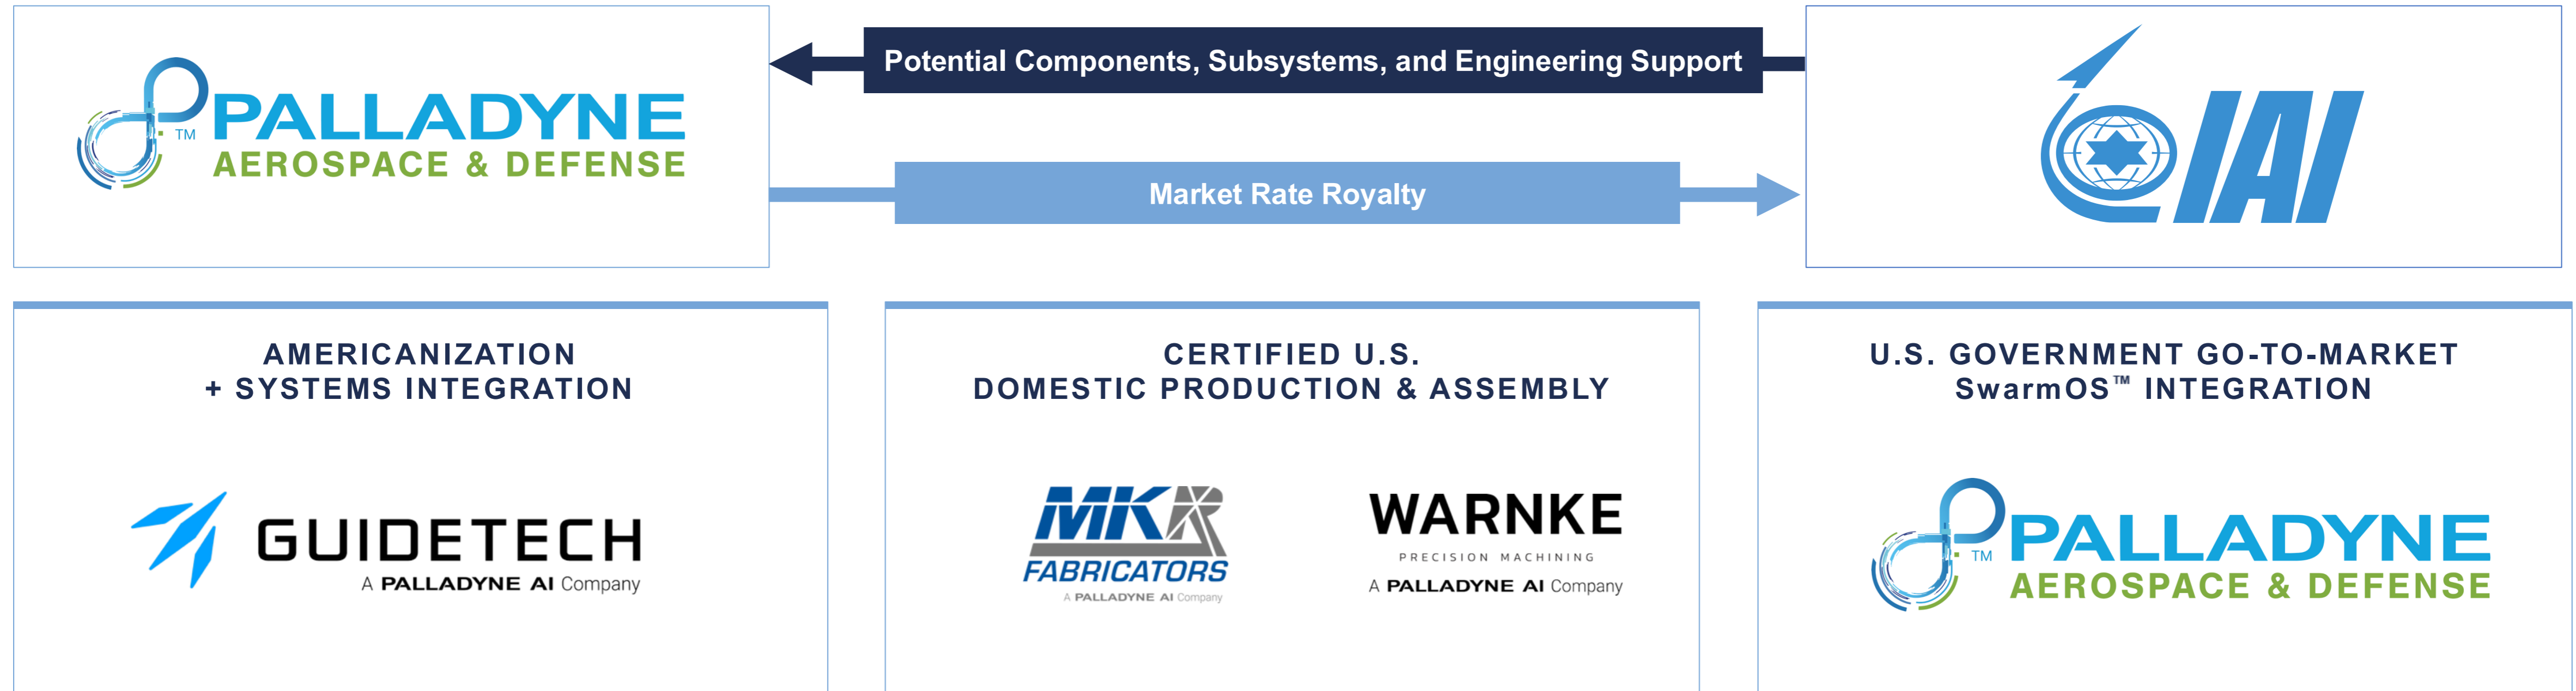 PALLADYNE
TM
AEROSPACE & DEFENSE
Potential Components, Subsystems, and Engineering Support
Market Rate Royalty
IAI
AMERICANIZATION
+ SYSTEMS INTEGRATION
GUIDETECH
A PALLADYNE AI Company
CERTIFIED U.S.
DOMESTIC PRODUCTION & ASSEMBLY
MKR
FABRICATORS
A PALLADYNE AI Company
WARNKE
PRECISION MACHINING
A PALLADYNE AI Company
U.S. GOVERNMENT GO-TO-MARKET
SwarmOS™ INTEGRATION
PALLADYNE
TM
AEROSPACE & DEFENSE